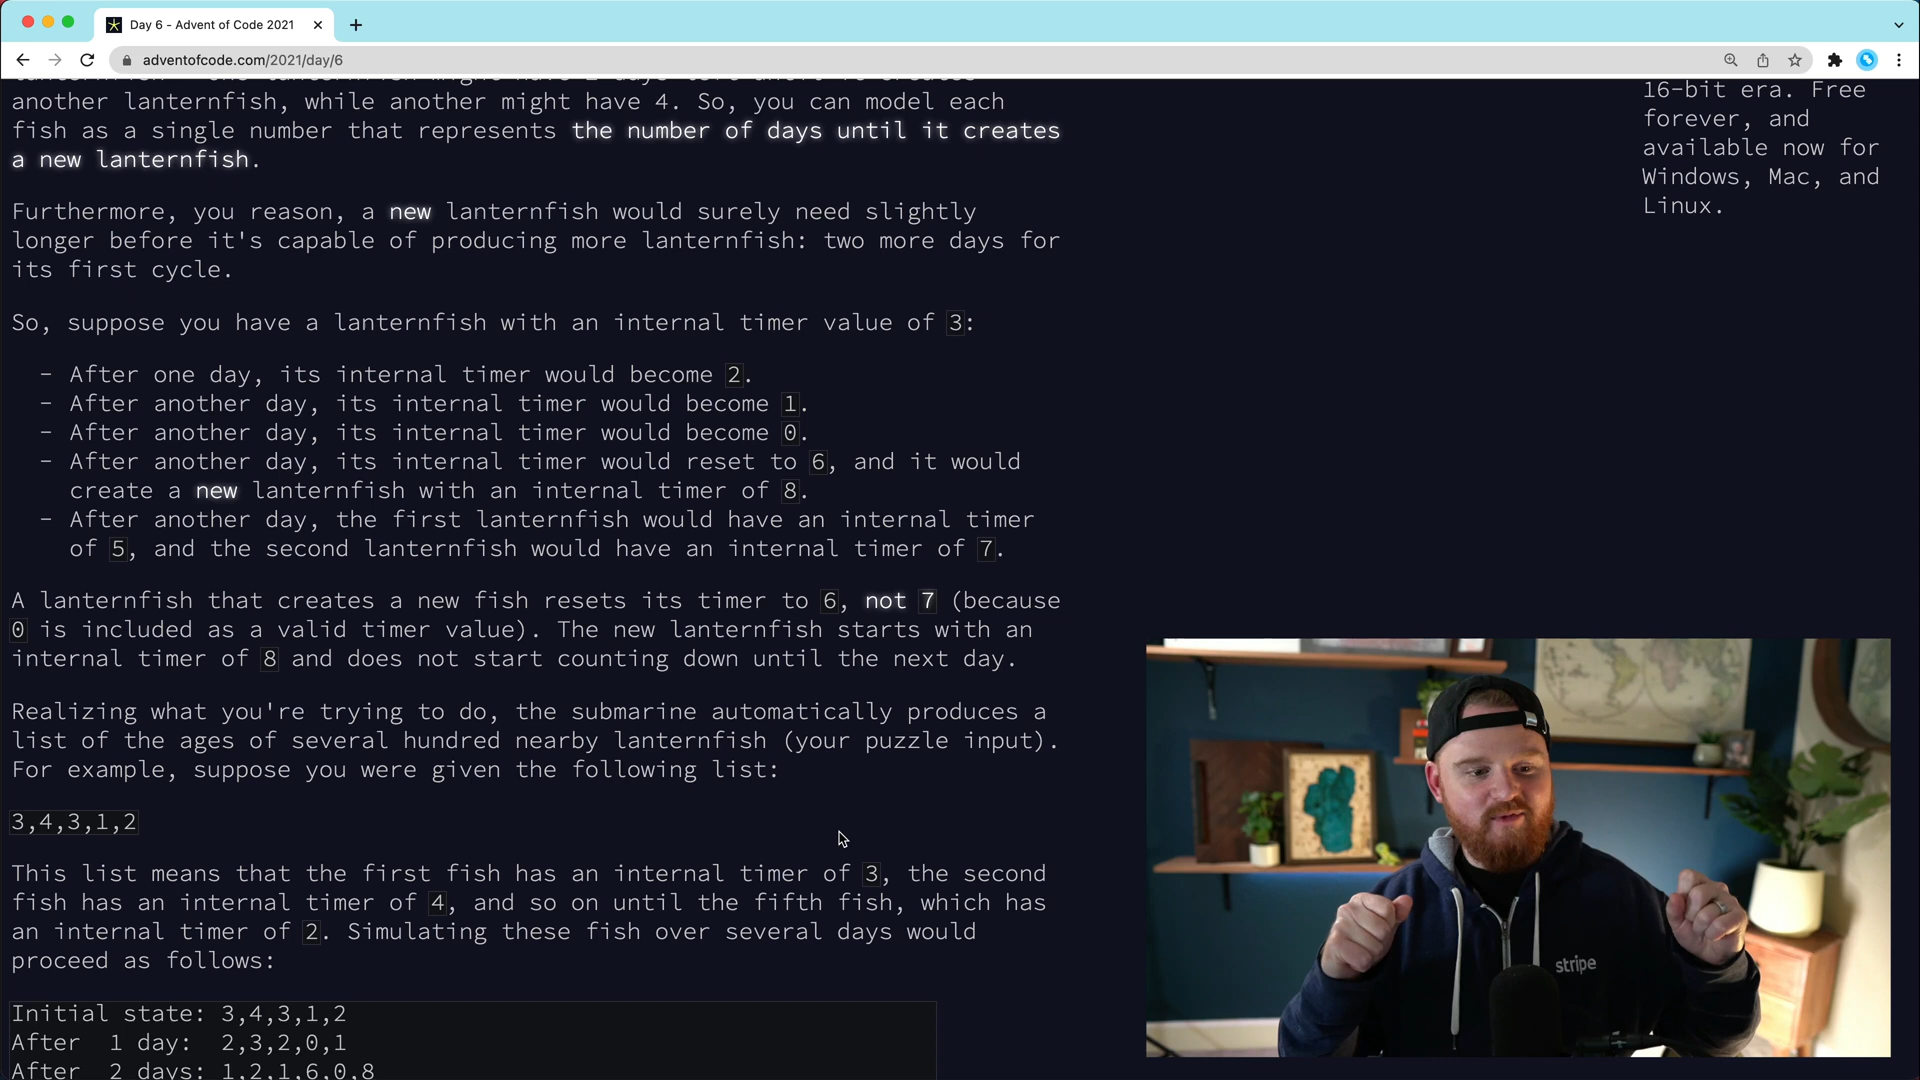 Day 6 - Advent of Code 2021
adventofcode.com/2021/day/6
another lanternfish, while another might have 4. So, you can model each
fish as a single number that represents the number of days until it creates
a new lanternfish.
Furthermore, you reason, a new lanternfish would surely need slightly
longer before it's capable of producing more lanternfish: two more days for
its first cycle.
So, suppose you have a lanternfish with an internal timer value of 3:
- After one day, its internal timer would become 2.
- After another day, its internal timer would become 1.
- After another day, its internal timer would become 0.
- After another day, its internal timer would reset to 6, and it would
create a new lanternfish with an internal timer of 8.
- After another day, the first lanternfish would have an internal timer
of 5, and the second lanternfish would have an internal timer of 7.
A lanternfish that creates a new fish resets its timer to 6, not 7 (because
0 is included as a valid timer value). The new lanternfish starts with an
internal timer of 8 and does not start counting down until the next day.
Realizing what you're trying to do, the submarine automatically produces a
list of the ages of several hundred nearby lanternfish (your puzzle input).
For example, suppose you were given the following list:
3,4,3,1,2
This list means that the first fish has an internal timer of 3, the second
fish has an internal timer of 4, and so on until the fifth fish, which has
an internal timer of 2. Simulating these fish over several days would
proceed as follows:
Initial state: 3,4,3,1,2
After  1 day:  2,3,2,0,1
After  2 days: 1,2,1,6,0,8
16-bit era. Free
forever, and
available now for
Windows, Mac, and
Linux.
stripe